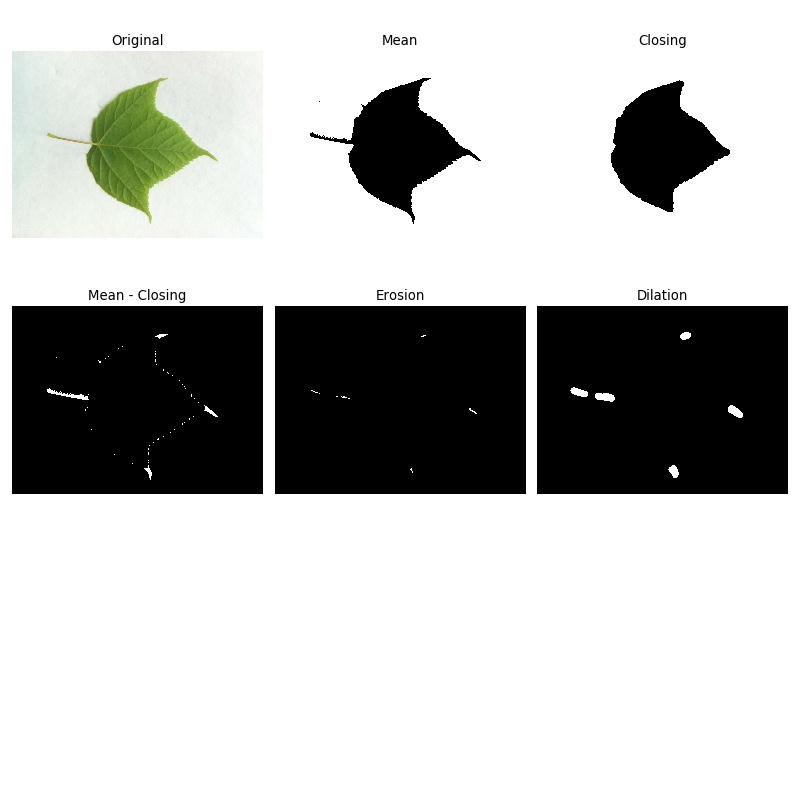 Original
Mean
Closing
Mean - Closing
Erosion
Dilation